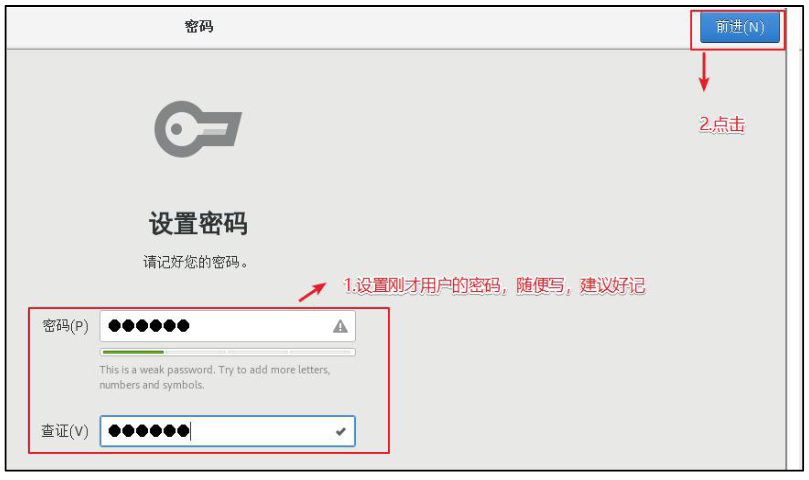 密码
前进(N)
2.点击
设置密码
请记好您的密码。
1.设置刚才用户的密码，随便写，建议好记
密码(P)
This is a weak password. Try to add more letters,
numbers and symbols.
查证(V)